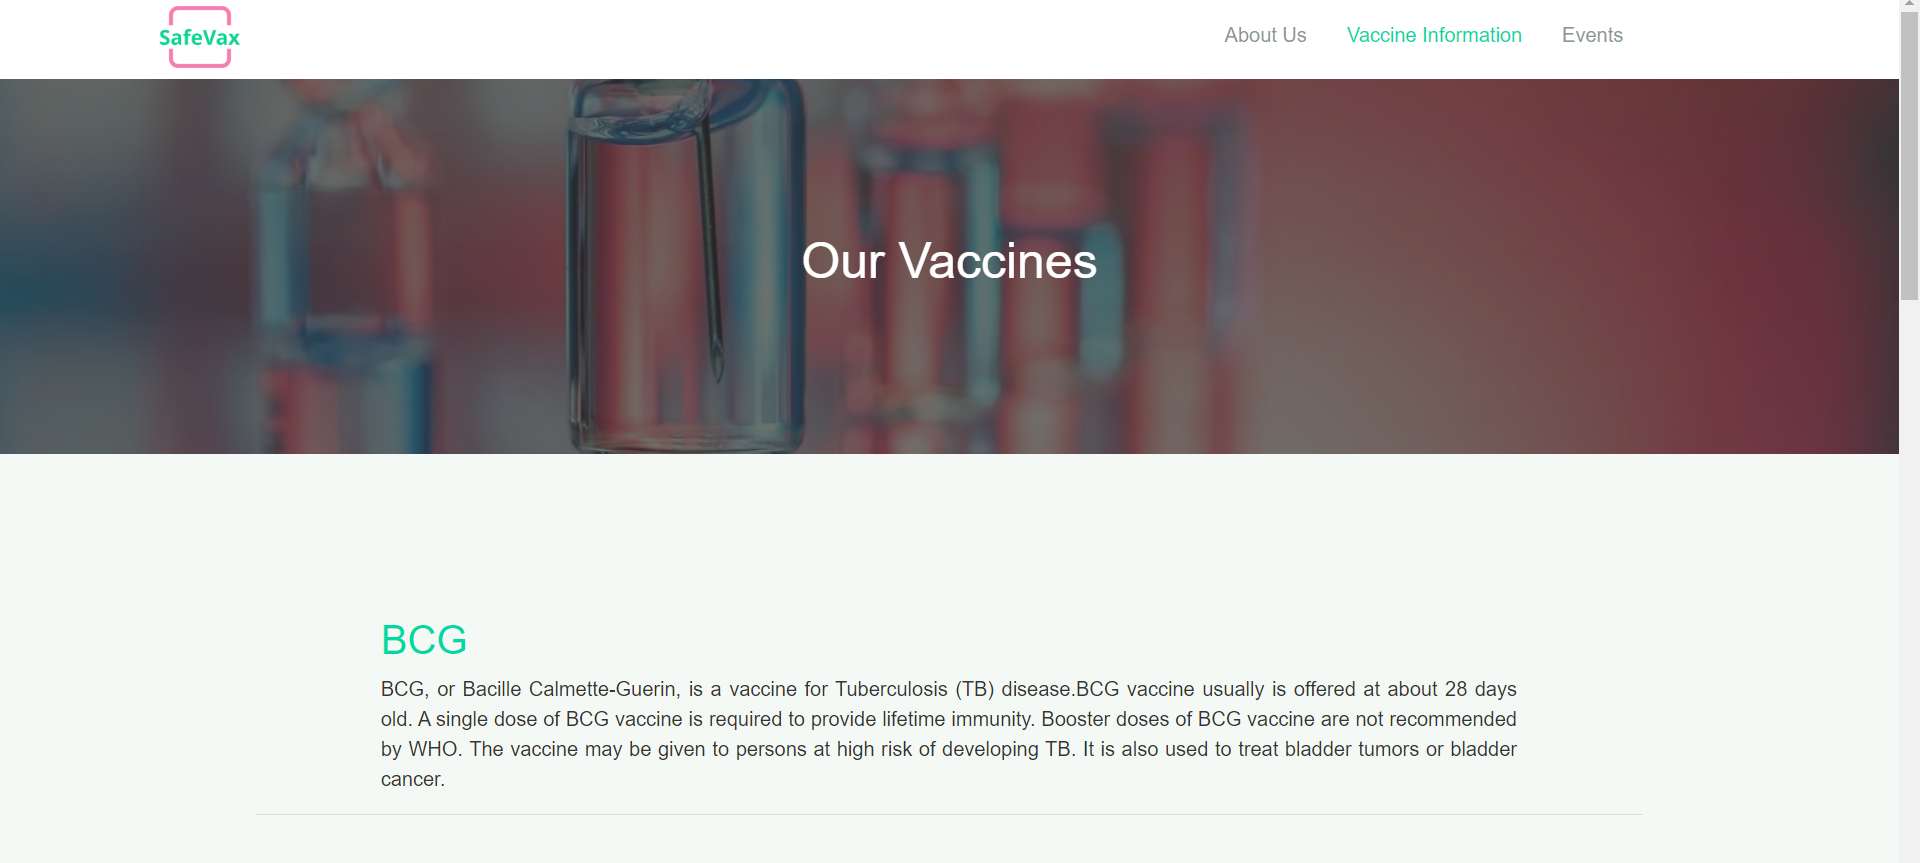 SafeVax
About Us
Vaccine Information
Events
Our Vaccines
BCG
BCG, or Bacille Calmette-Guerin, is a vaccine for Tuberculosis (TB) disease.BCG vaccine usually is offered at about 28 days
old. A single dose of BCG vaccine is required to provide lifetime immunity. Booster doses of BCG vaccine are not recommended
by WHO. The vaccine may be given to persons at high risk of developing TB. It is also used to treat bladder tumors or bladder
cancer.